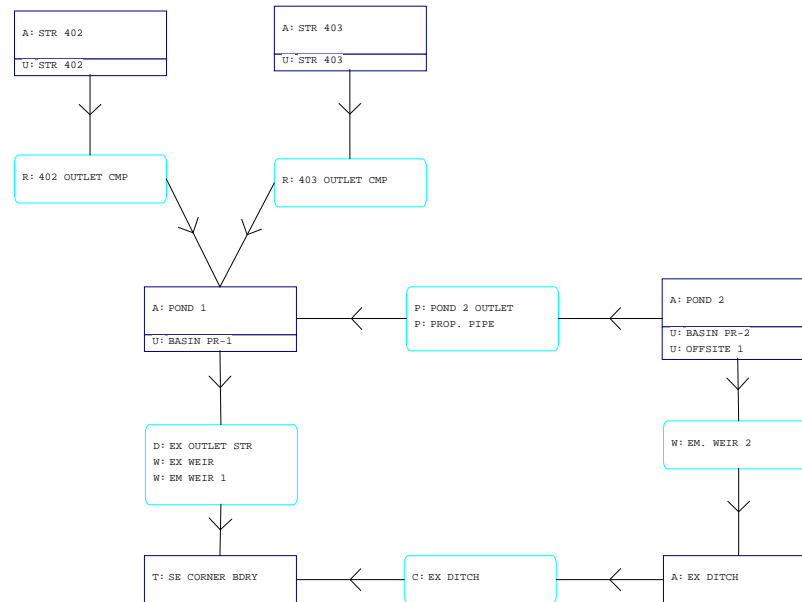 A: STR 402
U: STR 402
A: STR 403
U: STR 403
R: 402 OUTLET CMP
R: 403 OUTLET CMP
A: POND 1
U: BASIN PR-1
P: POND 2 OUTLET
P: PROP. PIPE
A: POND 2
U: BASIN PR-2
U: OFFSITE 1
D: EX OUTLET STR
W: EX WEIR
W: EM WEIR 1
W: EM. WEIR 2
T: SE CORNER BDRY
C: EX DITCH
A: EX DITCH